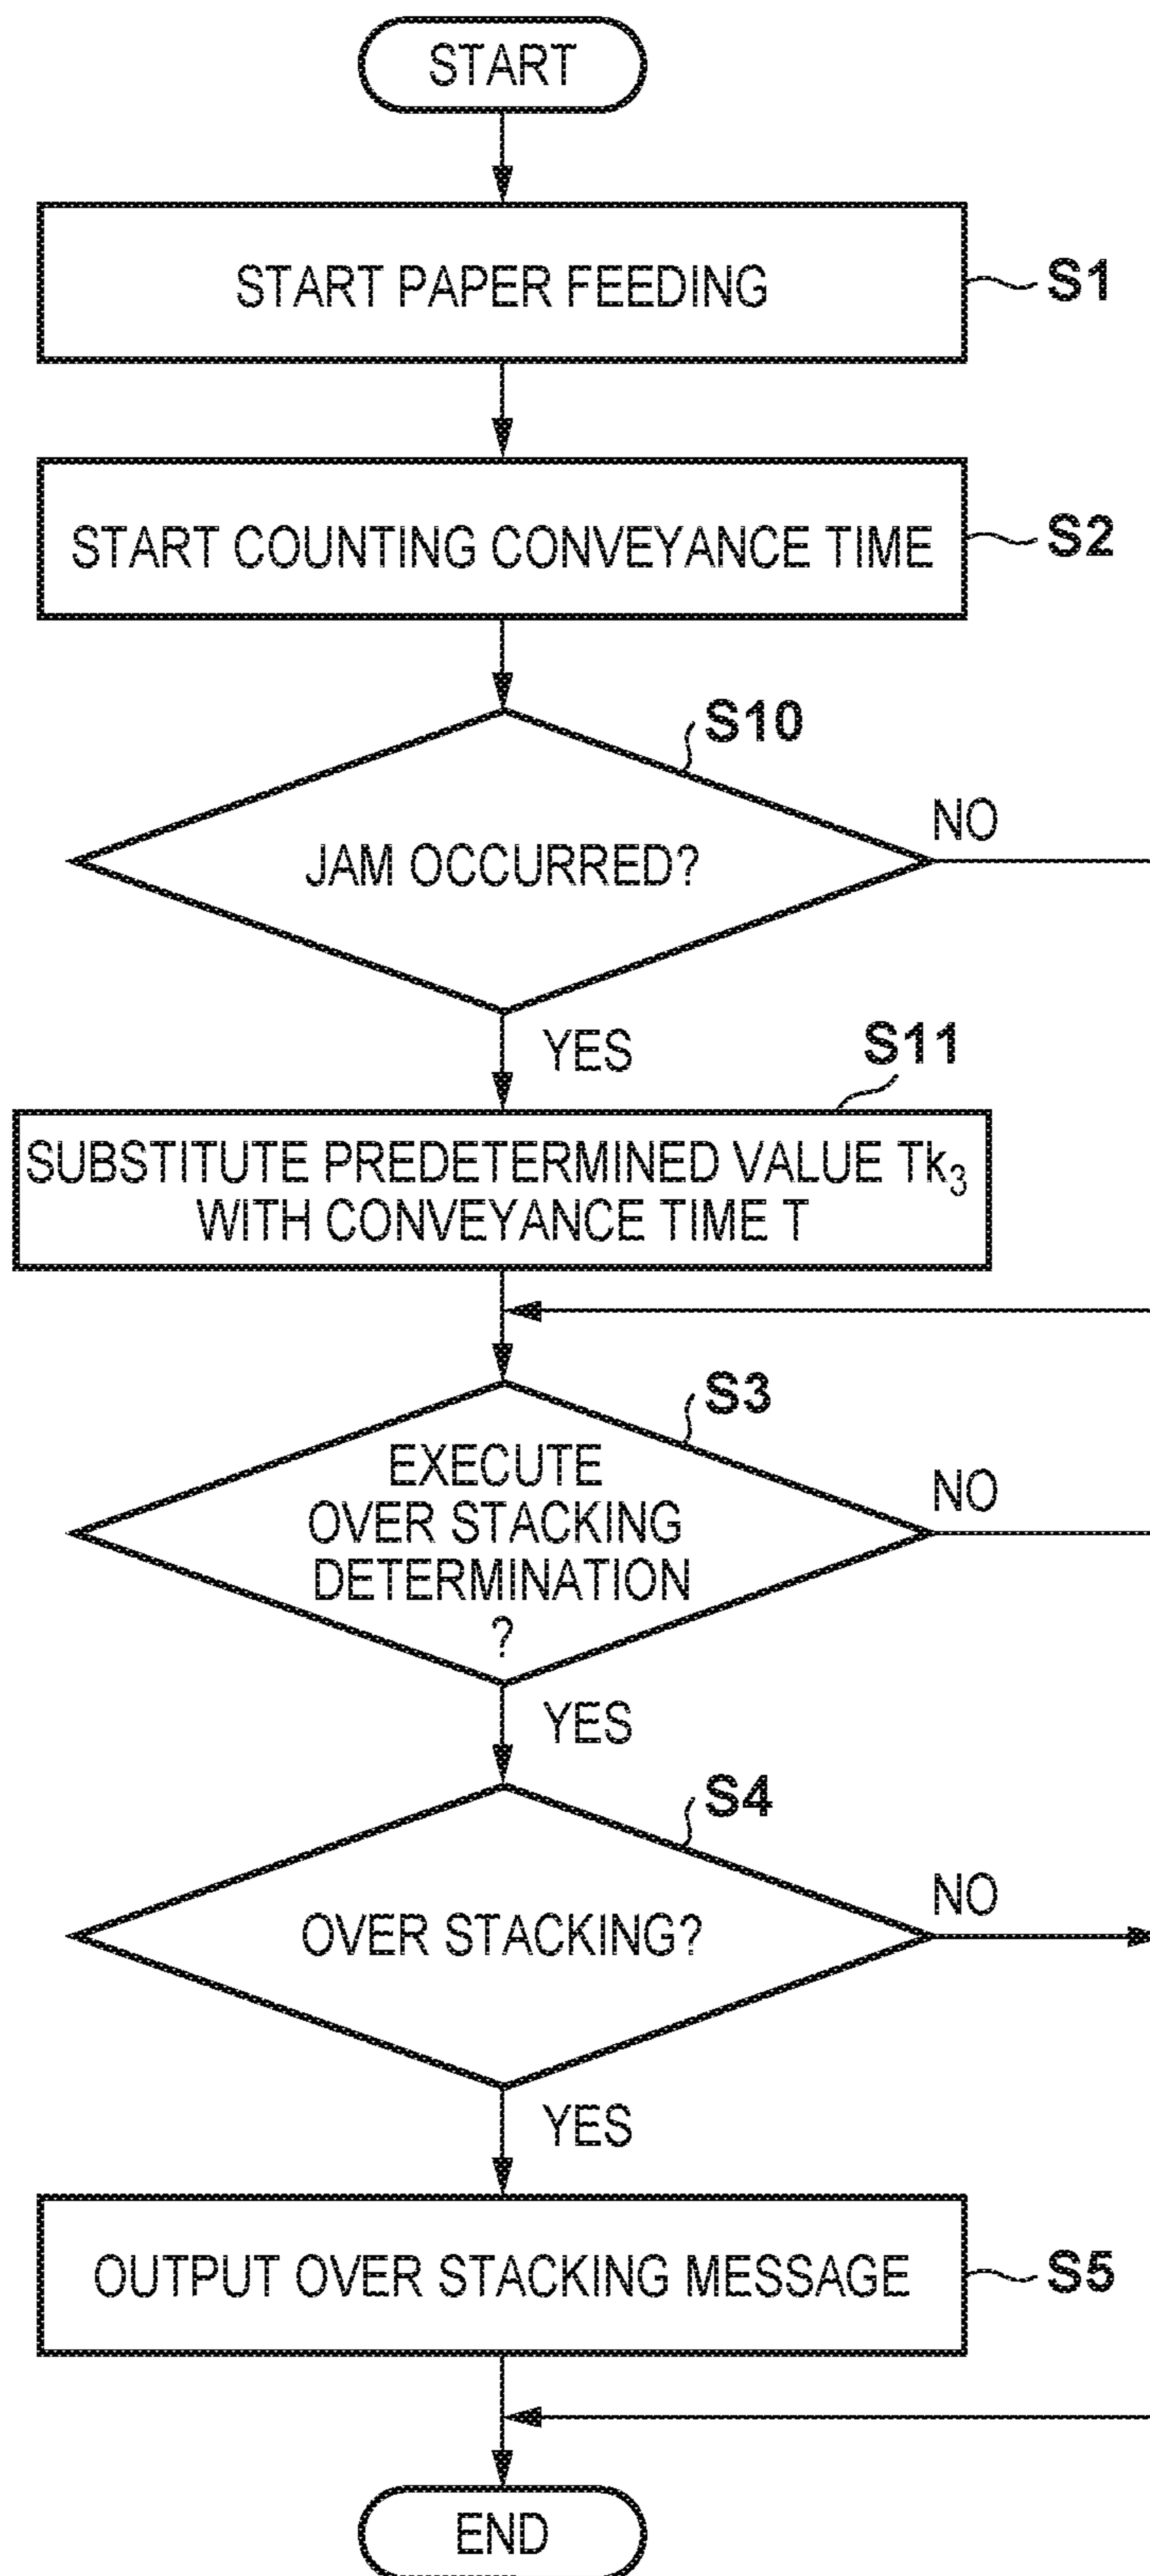 START
START PAPER FEEDING
S1
START COUNTING CONVEYANCE TIME
S2
S10
JAM OCCURRED?
NO
YES
S11
SUBSTITUTE PREDETERMINED VALUE Tk₃
WITH CONVEYANCE TIME T
S3
EXECUTE
OVER STACKING
DETERMINATION
?
NO
YES
S4
OVER STACKING?
NO
YES
OUTPUT OVER STACKING MESSAGE
S5
END